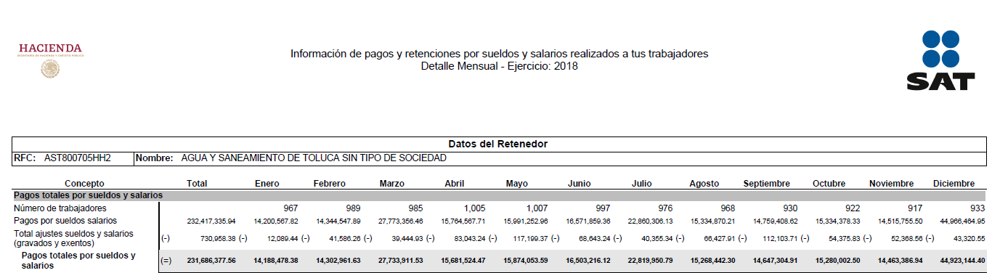 HACIENDA
SECRETARÍA DE HACIENDA Y CRÉDITO PÚBLICO
Información de pagos y retenciones por sueldos y salarios realizados a tus trabajadores
Detalle Mensual - Ejercicio: 2018
SAT
Datos del Retenedor
RFC: AST800705HH2 Nombre: AGUA Y SANEAMIENTO DE TOLUCA SIN TIPO DE SOCIEDAD
Concepto Total Enero Febrero Marzo Abril Mayo Junio Julio Agosto Septiembre Octubre Noviembre Diciembre
Pagos totales por sueldos y salarios
Número de trabajadores 967 989 985 1,005 1,007 997 976 968 930 922 917 933
Pagos por sueldos salarios 232,417,335.94 14,200,567.82 14,344,547.89 27,773,356.46 15,764,567.71 15,991,252.96 16,571,859.36 22,860,306.13 15,334,870.21 14,759,408.62 15,334,378.33 14,515,755.50 44,966,464.95
Total ajustes sueldos y salarios
(gravados y exentos) (-) 730,958.38 (-) 12,089.44 (-) 41,586.26 (-) 39,444.93 (-) 83,043.24 (-) 117,199.37 (-) 68,643.24 (-) 40,355.34 (-) 66,427.91 (-) 112,103.71 (-) 54,375.83 (-) 52,368.56 (-) 43,320.55
Pagos totales por sueldos y
salarios (=) 231,686,377.56 14,188,478.38 14,302,961.63 27,733,911.53 15,681,524.47 15,874,053.59 16,503,216.12 22,819,950.79 15,268,442.30 14,647,304.91 15,280,002.50 14,463,386.94 44,923,144.40